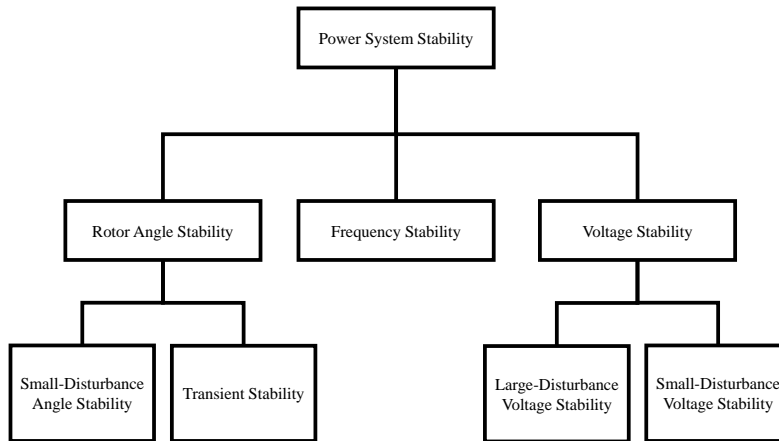 Power System Stability
Rotor Angle Stability
Frequency Stability
Voltage Stability
Small-Disturbance
Angle Stability
Transient Stability
Large-Disturbance
Voltage Stability
Small-Disturbance
Voltage Stability